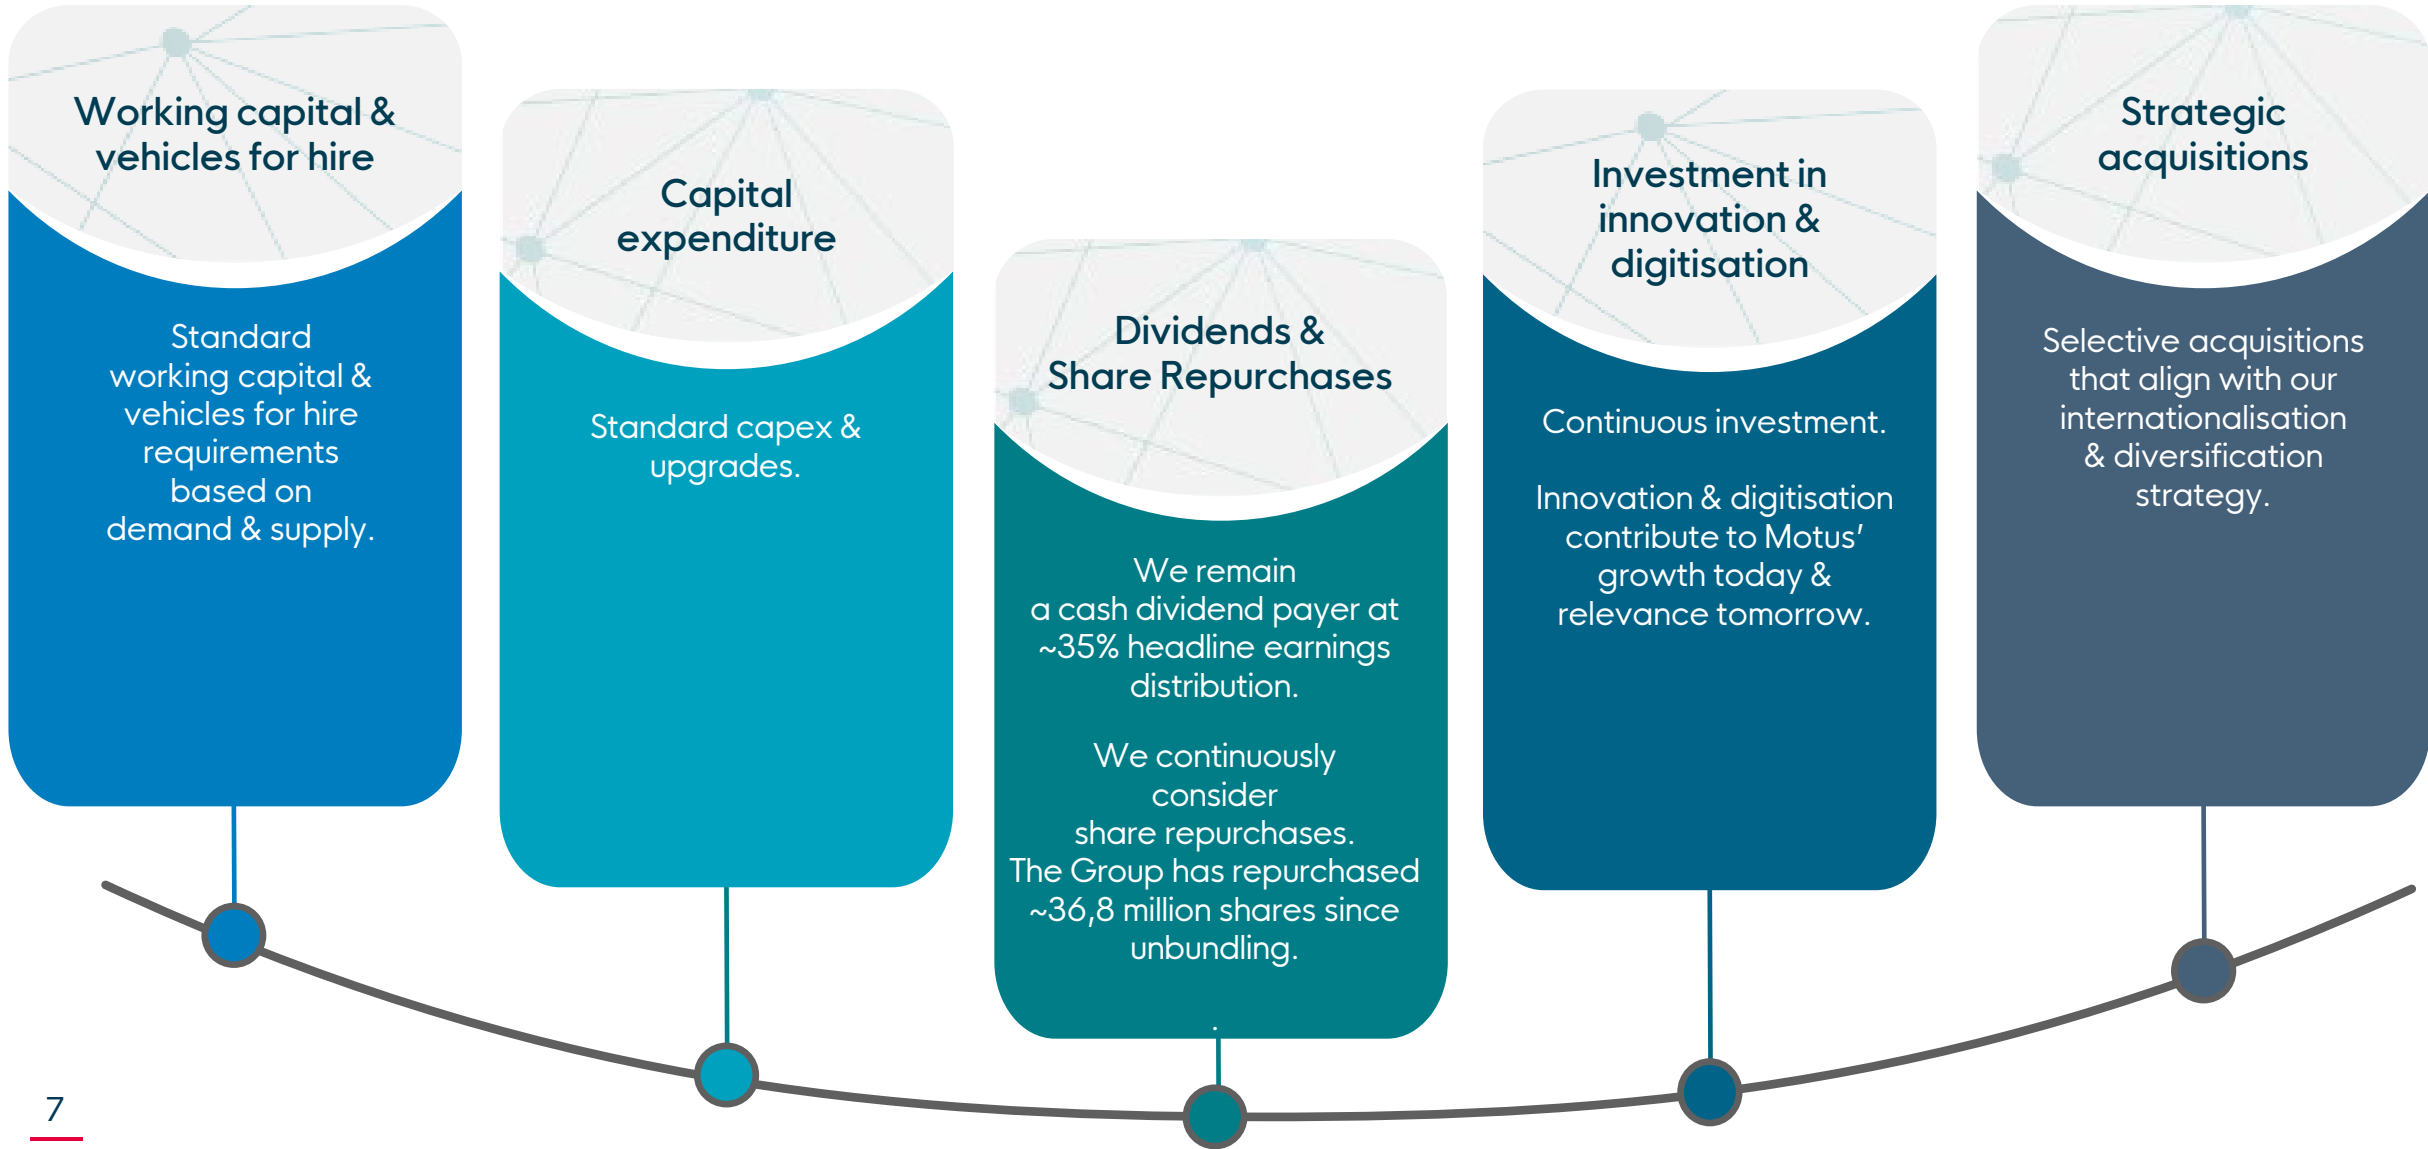 Working capital &
vehicles for hire
Standard
working capital &
vehicles for hire
requirements
based on
demand & supply.
Capital
expenditure
Standard capex &
upgrades.
Dividends &
Share Repurchases
We remain
a cash dividend payer at
~35% headline earnings
distribution.
We continuously
consider
share repurchases.
The Group has repurchased
~36,8 million shares since
unbundling.
.
Investment in
innovation &
digitisation
Continuous investment.
Innovation & digitisation
contribute to Motus’
growth today &
relevance tomorrow.
Strategic
acquisitions
Selective acquisitions
that align with our
internationalisation
& diversification
strategy.
7